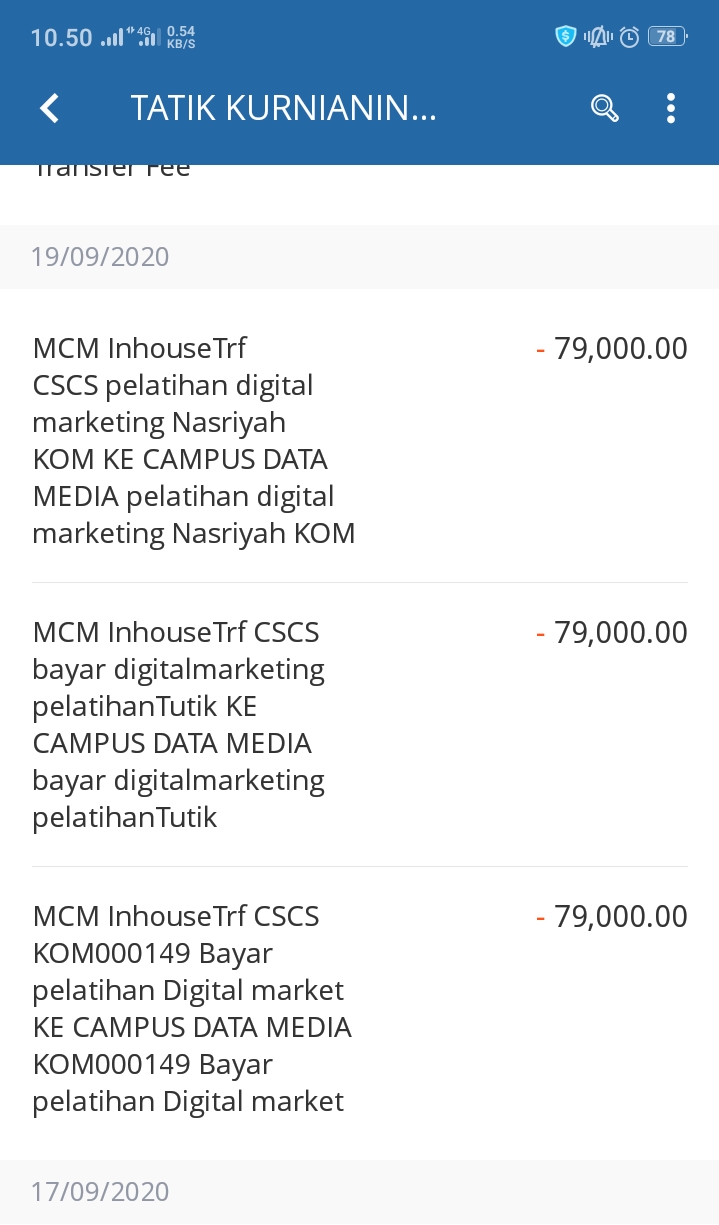 10.50 4G 0.54 KB/S 78
TATIK KURNIANIN...
Transfer Fee
19/09/2020
MCM InhouseTrf - 79,000.00
CSCS pelatihan digital
marketing Nasriyah
KOM KE CAMPUS DATA
MEDIA pelatihan digital
marketing Nasriyah KOM
MCM InhouseTrf CSCS - 79,000.00
bayar digitalmarketing
pelatihanTutik KE
CAMPUS DATA MEDIA
bayar digitalmarketing
pelatihanTutik
MCM InhouseTrf CSCS - 79,000.00
KOM000149 Bayar
pelatihan Digital market
KE CAMPUS DATA MEDIA
KOM000149 Bayar
pelatihan Digital market
17/09/2020